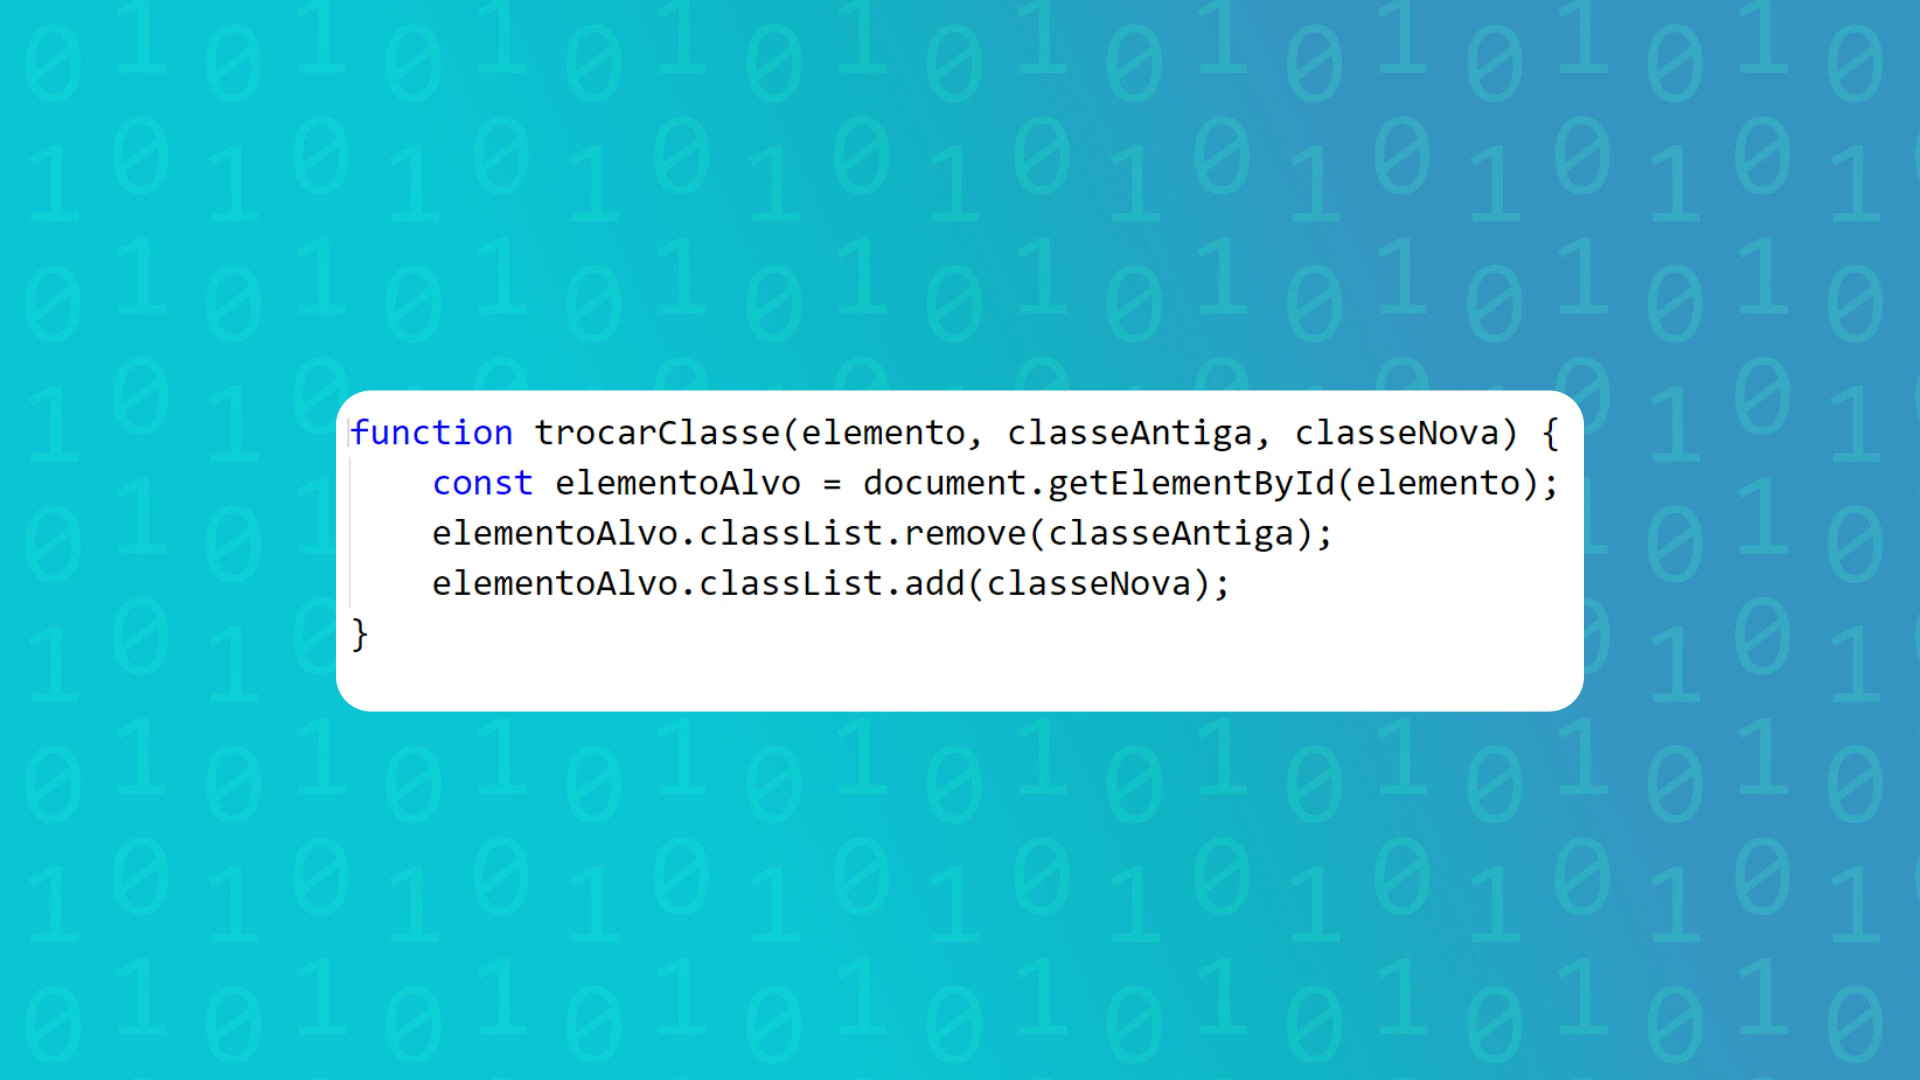 function trocarClasse(elemento, classeAntiga, classeNova) {
    const elementoAlvo = document.getElementById(elemento);
    elementoAlvo.classList.remove(classeAntiga);
    elementoAlvo.classList.add(classeNova);
}